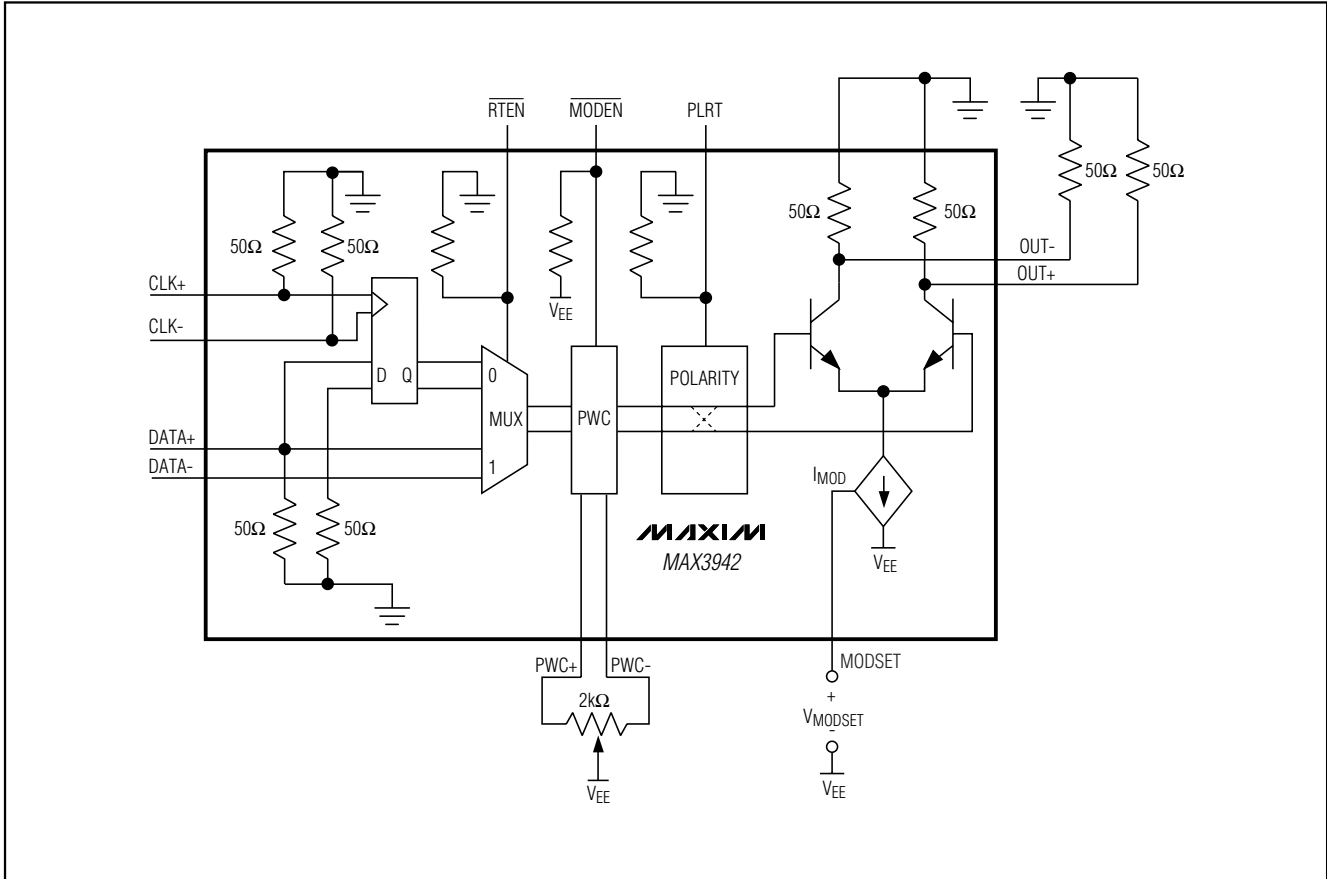 RTEN
MODEN
PLRT
50Ω
50Ω
50Ω
50Ω
50Ω
50Ω
OUT-
OUT+
CLK+
CLK-
VEE
D Q
0
MUX
1
PWC
POLARITY
DATA+
DATA-
50Ω
50Ω
IMOD
VEE
MAXIM
MAX3942
PWC+
PWC-
2kΩ
VEE
MODSET
+
VMODSET
-
VEE